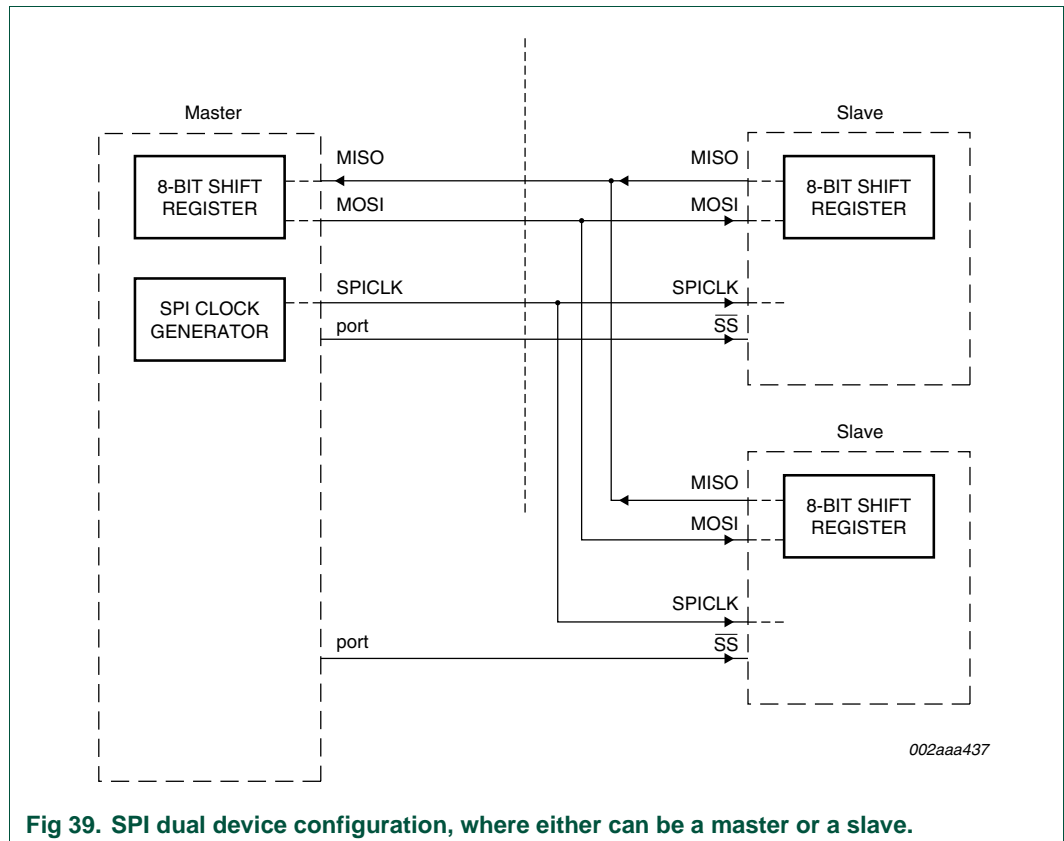 Master
Slave
MISO
MISO
8-BIT SHIFT
REGISTER
8-BIT SHIFT
REGISTER
MOSI
MOSI
SPICLK
SPICLK
SPI CLOCK
GENERATOR
port
SS
Slave
MISO
8-BIT SHIFT
REGISTER
MOSI
SPICLK
port
SS
002aaa437
Fig 39. SPI dual device configuration, where either can be a master or a slave.